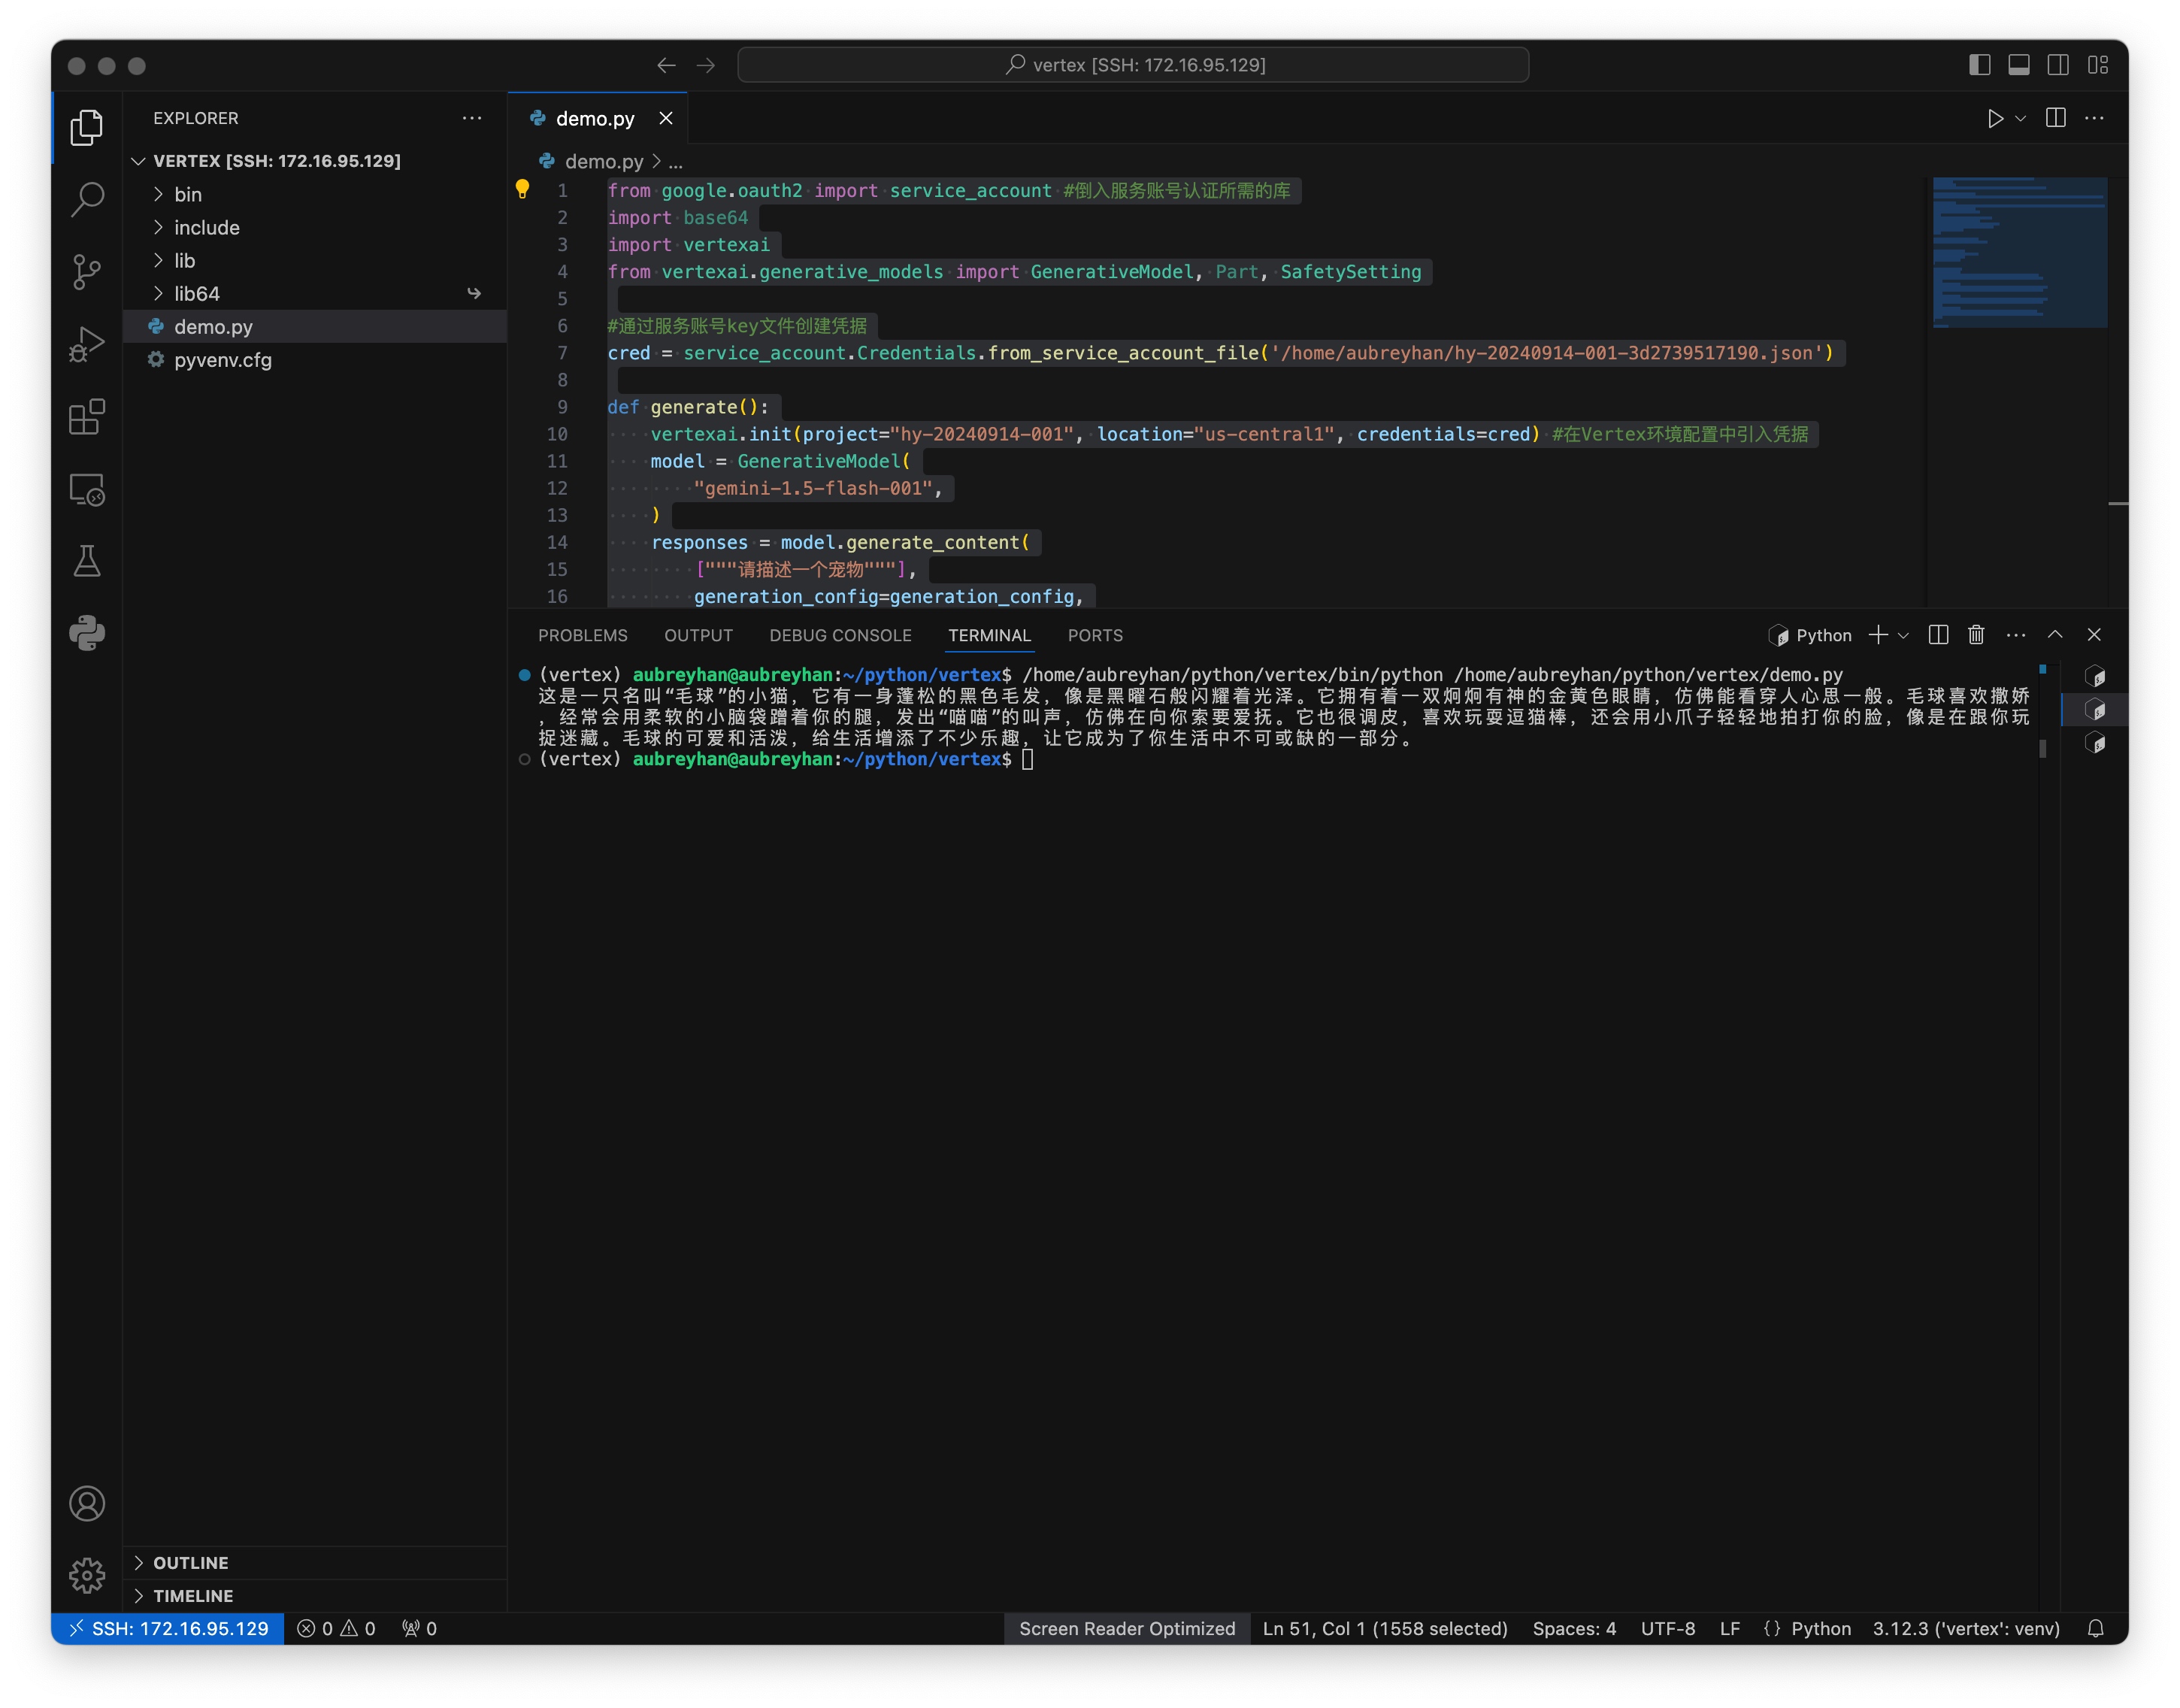 vertex [SSH: 172.16.95.129]
EXPLORER
VERTEX [SSH: 172.16.95.129]
bin
include
lib
lib64
demo.py
pyvenv.cfg
OUTLINE
TIMELINE
demo.py
demo.py > ...
1 from google.oauth2 import service_account #倒入服务账号认证所需的库
2 import base64
3 import vertexai
4 from vertexai.generative_models import GenerativeModel, Part, SafetySetting
5
6 #通过服务账号key文件创建凭据
7 cred = service_account.Credentials.from_service_account_file('/home/aubreyhan/hy-20240914-001-3d2739517190.json')
8
9 def generate():
10 vertexai.init(project="hy-20240914-001", location="us-central1", credentials=cred) #在Vertex环境配置中引入凭据
11 model = GenerativeModel(
12 "gemini-1.5-flash-001",
13 )
14 responses = model.generate_content(
15 ["""请描述一个宠物"""],
16 generation_config=generation_config,
PROBLEMS OUTPUT DEBUG CONSOLE TERMINAL PORTS Python
(vertex) aubreyhan@aubreyhan:~/python/vertex$ /home/aubreyhan/python/vertex/bin/python /home/aubreyhan/python/vertex/demo.py
这是一只名叫“毛球”的小猫，它有一身蓬松的黑色毛发，像是黑曜石般闪耀着光泽。它拥有着一双炯炯有神的金黄色眼睛，仿佛能看穿人心思一般。毛球喜欢撒娇
，经常会用柔软的小脑袋蹭着你的腿，发出“喵喵”的叫声，仿佛在向你索要爱抚。它也很调皮，喜欢玩耍逗猫棒，还会用小爪子轻轻地拍打你的脸，像是在跟你玩
捉迷藏。毛球的可爱和活泼，给生活增添了不少乐趣，让它成为了你生活中不可或缺的一部分。
(vertex) aubreyhan@aubreyhan:~/python/vertex$
SSH: 172.16.95.129 0 0 0 Screen Reader Optimized Ln 51, Col 1 (1558 selected) Spaces: 4 UTF-8 LF {} Python 3.12.3 ('vertex': venv)